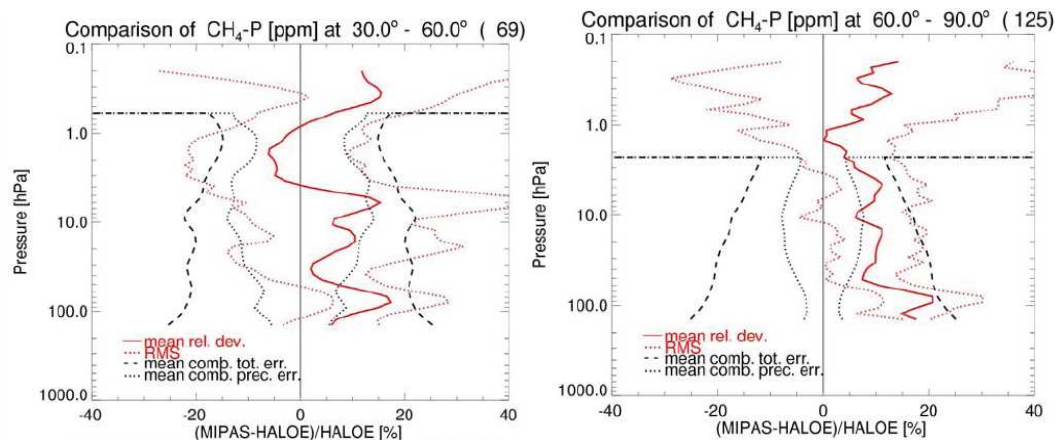 Comparison of CH₄-P [ppm] at 30.0° - 60.0° ( 69)
0.1
1.0
10.0
100.0
1000.0
Pressure [hPa]
mean rel. dev.
RMS
mean comb. tot. err.
mean comb. prec. err.
-40 -20 0 20 40
(MIPAS-HALOE)/HALOE [%]
Comparison of CH₄-P [ppm] at 60.0° - 90.0° (125)
0.1
1.0
10.0
100.0
1000.0
Pressure [hPa]
mean rel. dev.
RMS
mean comb. tot. err.
mean comb. prec. err.
-40 -20 0 20 40
(MIPAS-HALOE)/HALOE [%]